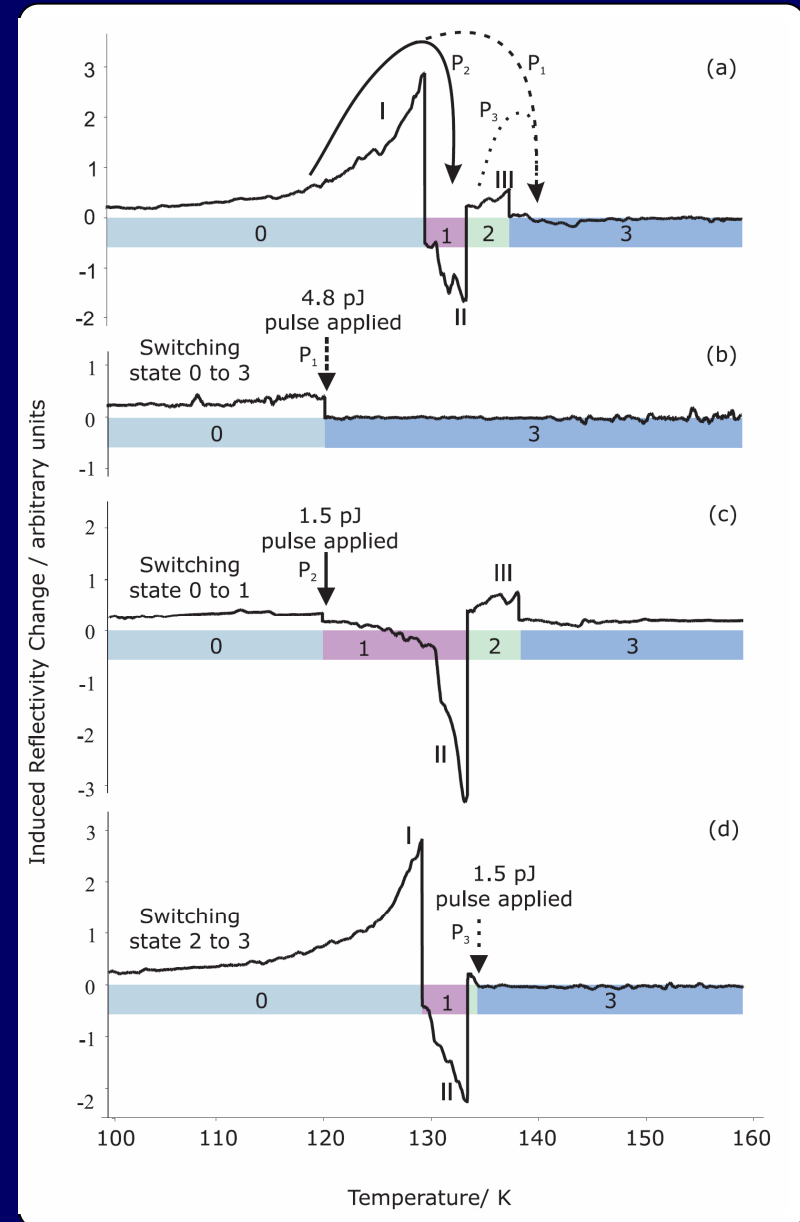 Induced Reflectivity Change / arbitrary units
(a)
P2 P1
P3
I
III
II
3
2
1
0
-1
-2
0 1 2 3
4.8 pJ
pulse applied
P1
(b)
Switching
state 0 to 3
1
0
-1
0 3
1.5 pJ
pulse applied
P2
(c)
Switching
state 0 to 1
III
II
2
1
0
-1
-2
-3
0 1 2 3
(d)
I
1.5 pJ
pulse applied
P3
Switching
state 2 to 3
II
3
2
1
0
-1
-2
0 1 3
100 110 120 130 140 150 160
Temperature/ K